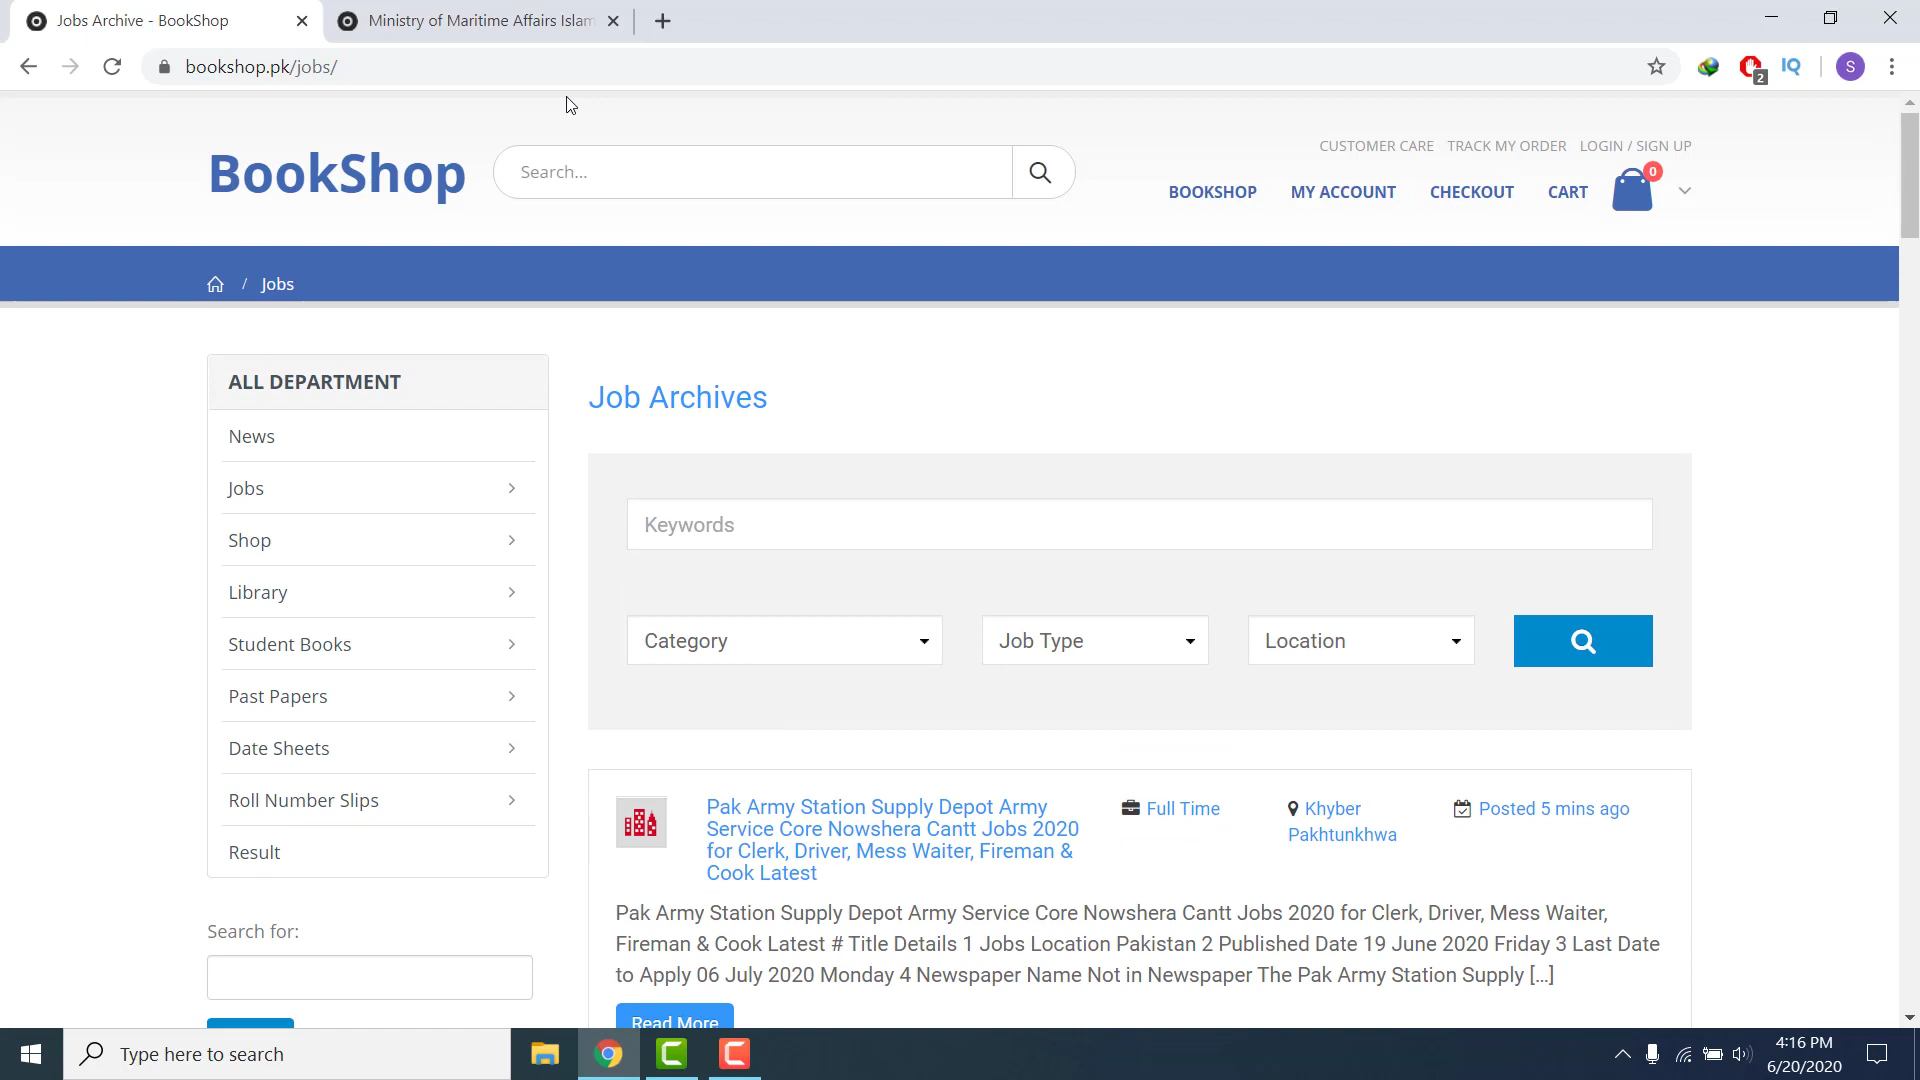 Jobs Archive - BookShop
Ministry of Maritime Affairs Islam
bookshop.pk/jobs/
2
IQ
S
CUSTOMER CARE TRACK MY ORDER LOGIN / SIGN UP
BookShop
Search...
BOOKSHOP MY ACCOUNT CHECKOUT CART
0
/ Jobs
ALL DEPARTMENT
News
Jobs
Shop
Library
Student Books
Past Papers
Date Sheets
Roll Number Slips
Result
Search for:
Job Archives
Keywords
Category
Job Type
Location
Pak Army Station Supply Depot Army
Service Core Nowshera Cantt Jobs 2020
for Clerk, Driver, Mess Waiter, Fireman &
Cook Latest
Full Time
Khyber
Pakhtunkhwa
Posted 5 mins ago
Pak Army Station Supply Depot Army Service Core Nowshera Cantt Jobs 2020 for Clerk, Driver, Mess Waiter,
Fireman & Cook Latest # Title Details 1 Jobs Location Pakistan 2 Published Date 19 June 2020 Friday 3 Last Date
to Apply 06 July 2020 Monday 4 Newspaper Name Not in Newspaper The Pak Army Station Supply [...]
Read More
Type here to search
4:16 PM
6/20/2020